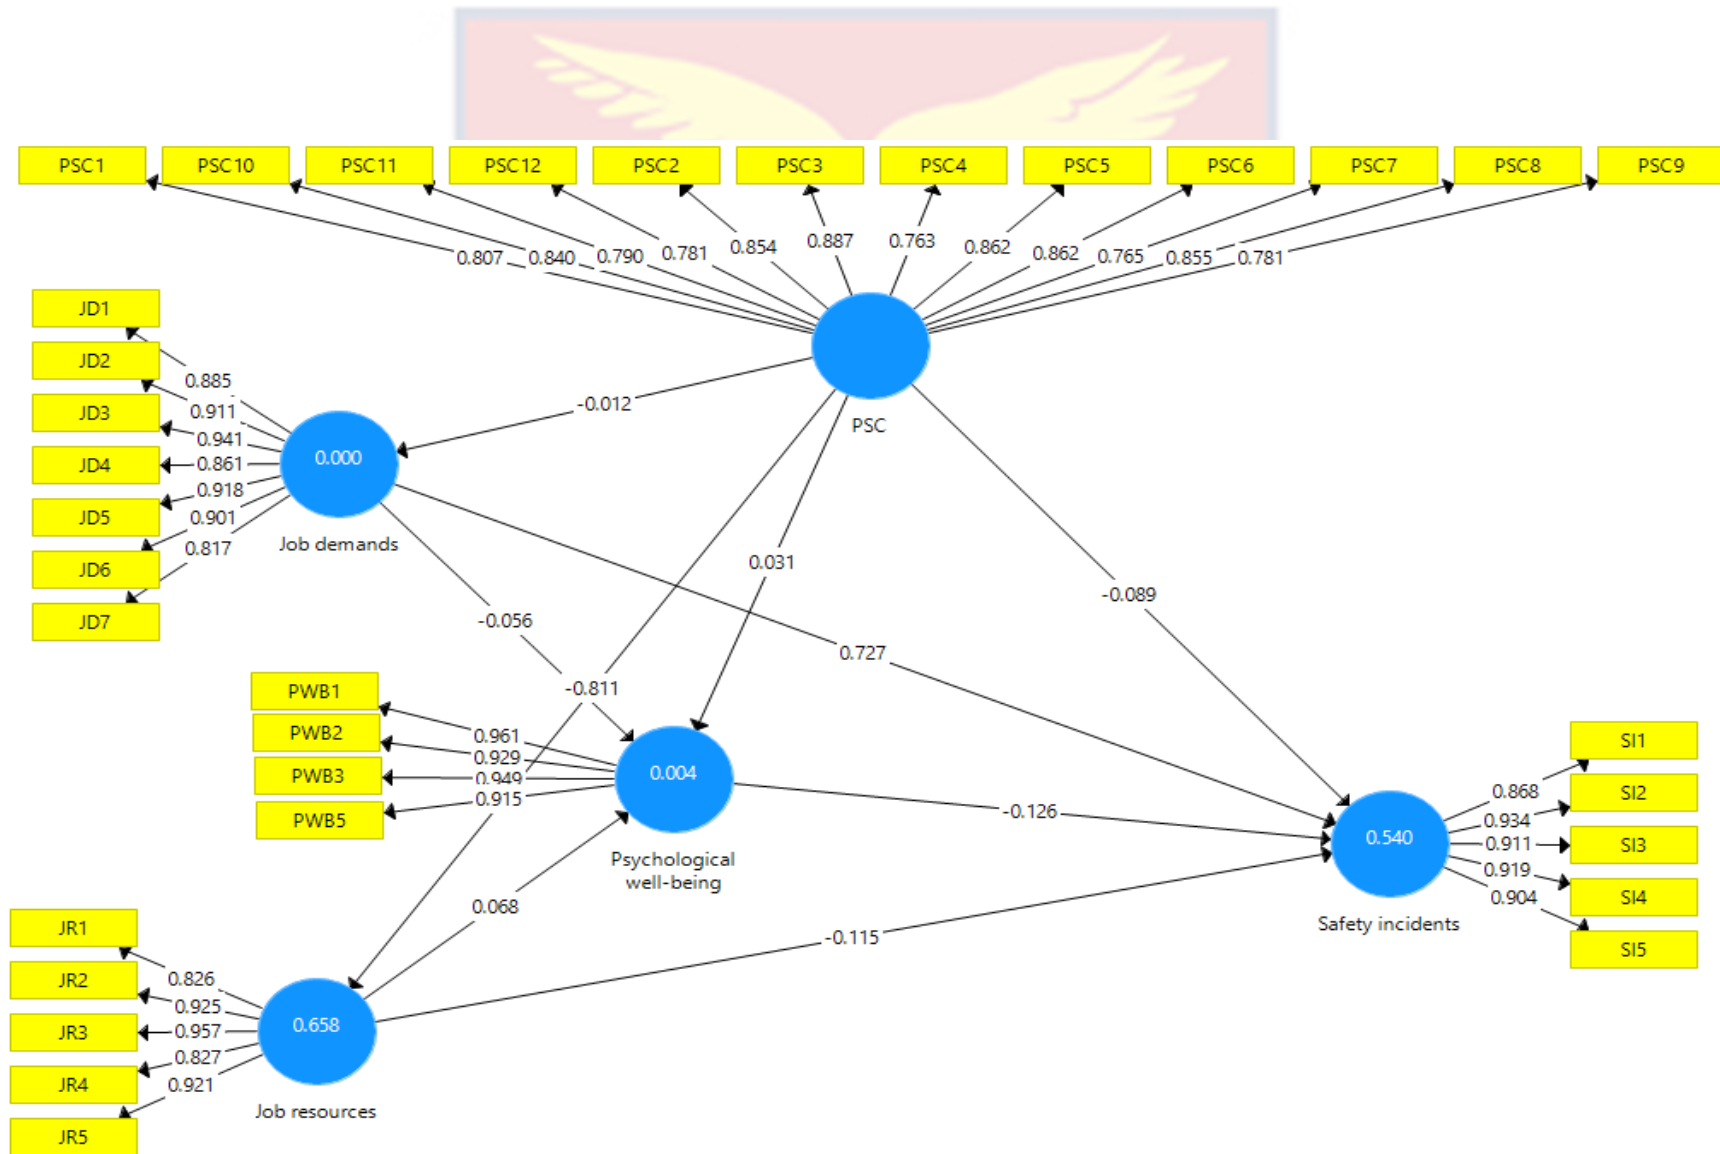 PSC1 PSC10 PSC11 PSC12 PSC2 PSC3 PSC4 PSC5 PSC6 PSC7 PSC8 PSC9
0.807 0.840 0.790 0.781 0.854 0.887 0.763 0.862 0.862 0.765 0.855 0.781
PSC
JD1
JD2
JD3
JD4
JD5
JD6
JD7
0.885
0.911
0.941
0.861
0.918
0.901
0.817
0.000
Job demands
-0.012
-0.056
0.031
-0.089
0.727
-0.811
PWB1
PWB2
PWB3
PWB5
0.961
0.929
0.949
0.915
0.004
Psychological
well-being
-0.126
0.068
-0.115
SI1
SI2
SI3
SI4
SI5
0.868
0.934
0.911
0.919
0.904
0.540
Safety incidents
JR1
JR2
JR3
JR4
JR5
0.826
0.925
0.957
0.827
0.921
0.658
Job resources